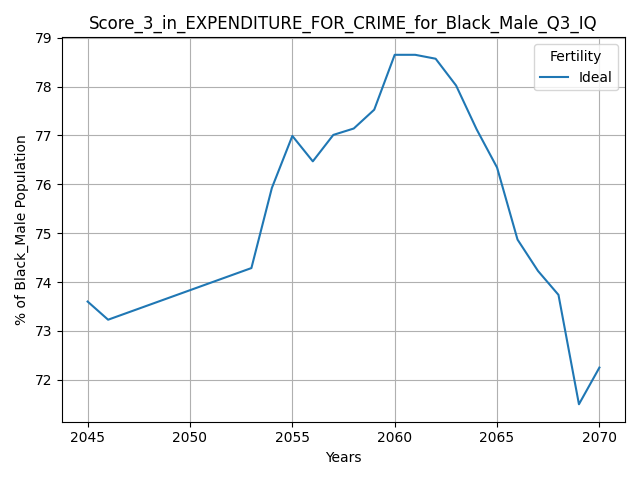 Score_3_in_EXPENDITURE_FOR_CRIME_for_Black_Male_Q3_IQ
79
78
77
76
75
74
73
72
% of Black_Male Population
Fertility
Ideal
2045 2050 2055 2060 2065 2070
Years